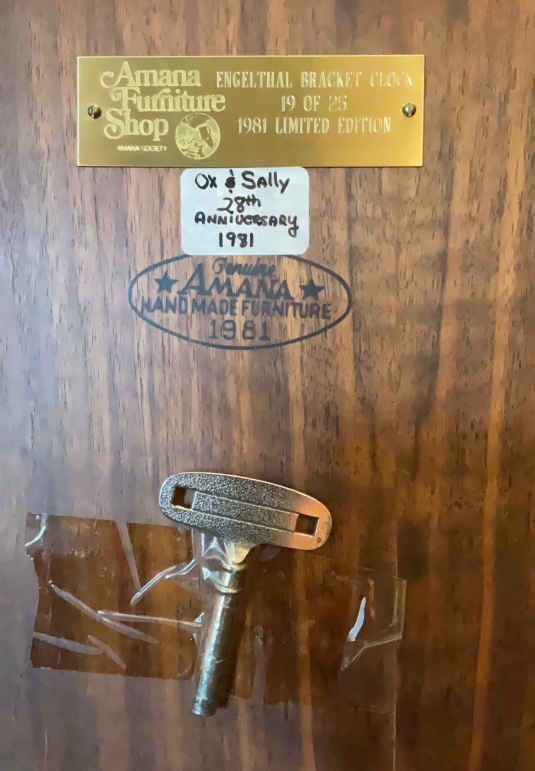 Amana
Furniture
Shop
AMANA SOCIETY
ENGELTHAL BRACKET CLOCK
19 OF 25
1981 LIMITED EDITION
Ox & Sally
28th
ANNIVERSARY
1981
Genuine
★ AMANA ★
HAND MADE FURNITURE
1981